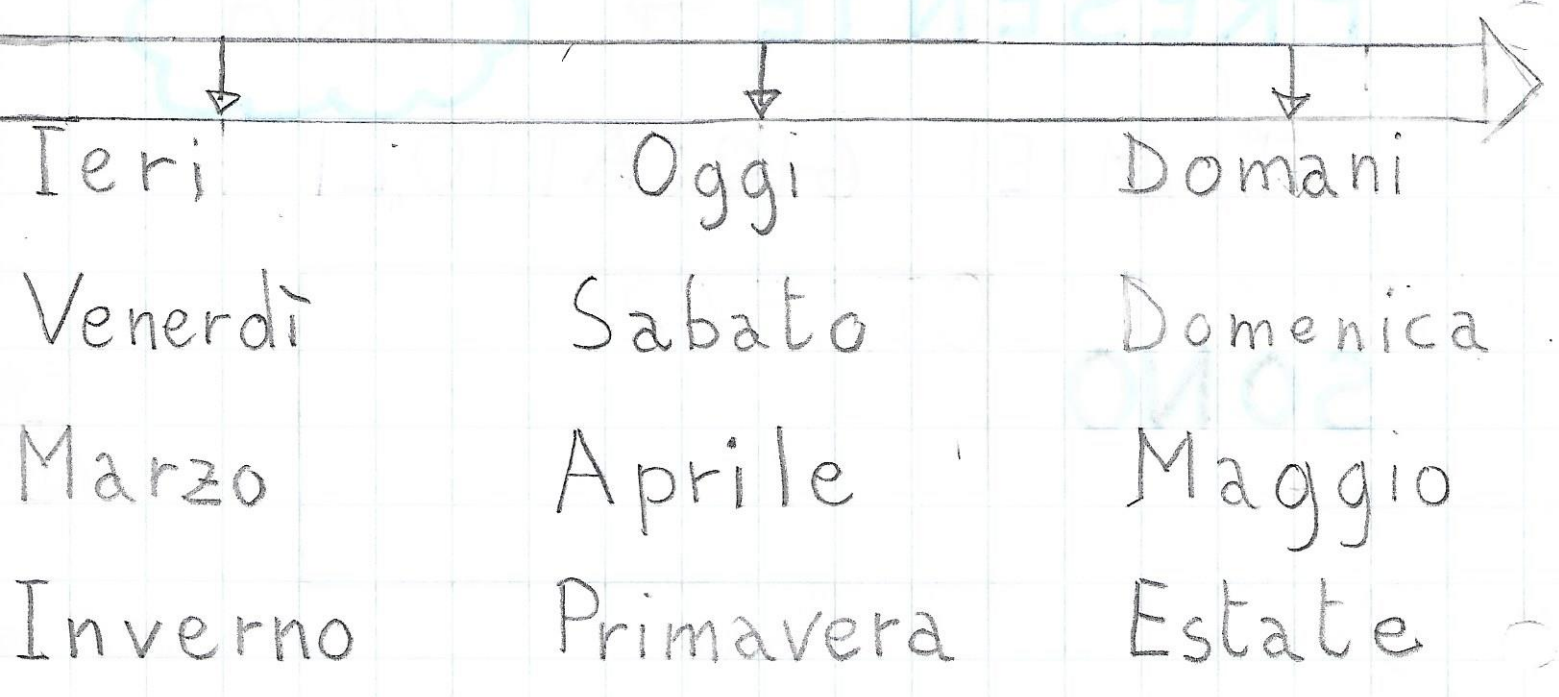 Ieri Oggi Domani
Venerdì Sabato Domenica
Marzo Aprile Maggio
Inverno Primavera Estate